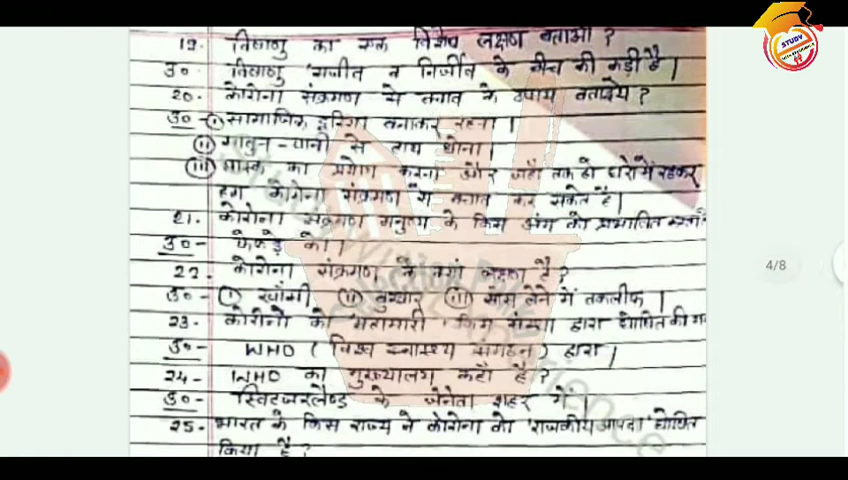 19. विषाणु का एक विशेष लक्षण बताओ ?
उ०- विषाणु सजीव व निर्जीव के बीच की कड़ी है।
20. कोरोना संक्रमण से बचाव के उपाय बताइये ?
उ०- (i) सामाजिक दूरियां बनाकर रहना।
(ii) साबुन-पानी से हाथ धोना।
(iii) मास्क का प्रयोग करना और जहाँ तक हो घरो में रहकर
हम कोरोना संक्रमण से बचाव कर सकते है।
21. कोरोना संक्रमण मनुष्य के किस अंग को प्रभावित करता
उ०- फेफड़े को।
22. कोरोना संक्रमण के क्या लक्षण है ?
उ०- (i) खाँसी (ii) बुखार (iii) सांस लेने में तकलीफ।
23. कोरोना को महामारी किस संस्था द्वारा घोषित की
उ०- WHO (विश्व स्वास्थ्य संगठन) द्वारा।
24- WHO का मुख्यालय कहाँ है ?
उ०- स्विटजरलैण्ड के जेनेवा शहर में।
25- भारत के किस राज्य ने कोरोना को 'राजकीय आपदा' घोषित
किया है ?
4/8
STUDY